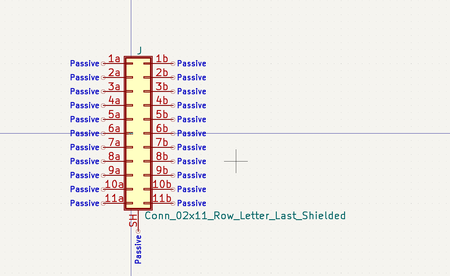 J
Passive 1a 1b Passive
Passive 2a 2b Passive
Passive 3a 3b Passive
Passive 4a 4b Passive
Passive 5a 5b Passive
Passive 6a 6b Passive
Passive 7a 7b Passive
Passive 8a 8b Passive
Passive 9a 9b Passive
Passive 10a 10b Passive
Passive 11a 11b Passive
SH Conn_02x11_Row_Letter_Last_Shielded
Passive